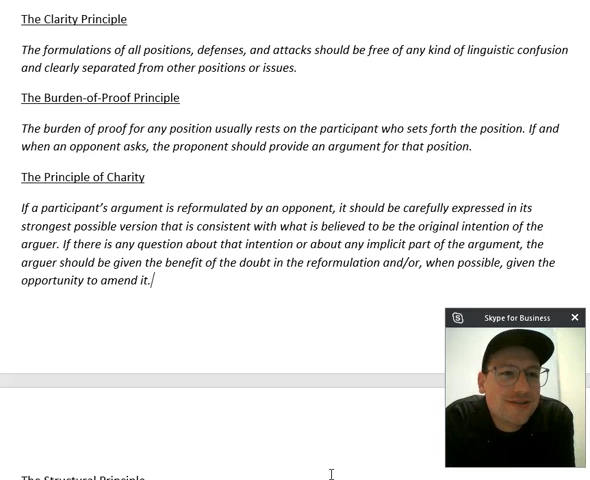 The Clarity Principle
The formulations of all positions, defenses, and attacks should be free of any kind of linguistic confusion
and clearly separated from other positions or issues.
The Burden-of-Proof Principle
The burden of proof for any position usually rests on the participant who sets forth the position. If and
when an opponent asks, the proponent should provide an argument for that position.
The Principle of Charity
If a participant's argument is reformulated by an opponent, it should be carefully expressed in its
strongest possible version that is consistent with what is believed to be the original intention of the
arguer. If there is any question about that intention or about any implicit part of the argument, the
arguer should be given the benefit of the doubt in the reformulation and/or, when possible, given the
opportunity to amend it.
Skype for Business
The Structural Principle